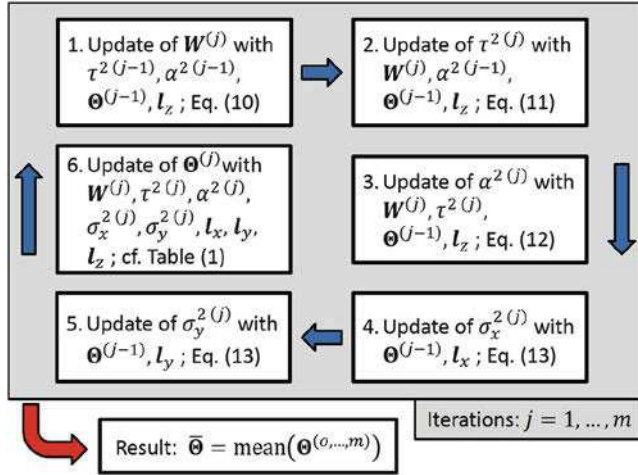 1. Update of W^(j) with
τ^2 (j−1), α^2 (j−1),
Θ^(j−1), l_z ; Eq. (10)
2. Update of τ^2 (j) with
W^(j), α^2 (j−1),
Θ^(j−1), l_z ; Eq. (11)
3. Update of α^2 (j) with
W^(j), τ^2 (j),
Θ^(j−1), l_z ; Eq. (12)
4. Update of σ_x^2 (j) with
Θ^(j−1), l_x ; Eq. (13)
5. Update of σ_y^2 (j) with
Θ^(j−1), l_y ; Eq. (13)
6. Update of Θ^(j) with
W^(j), τ^2 (j), α^2 (j),
σ_x^2 (j), σ_y^2 (j), l_x, l_y,
l_z ; cf. Table (1)
Iterations: j = 1, … , m
Result: Θ̅ = mean(Θ^(o,…,m))